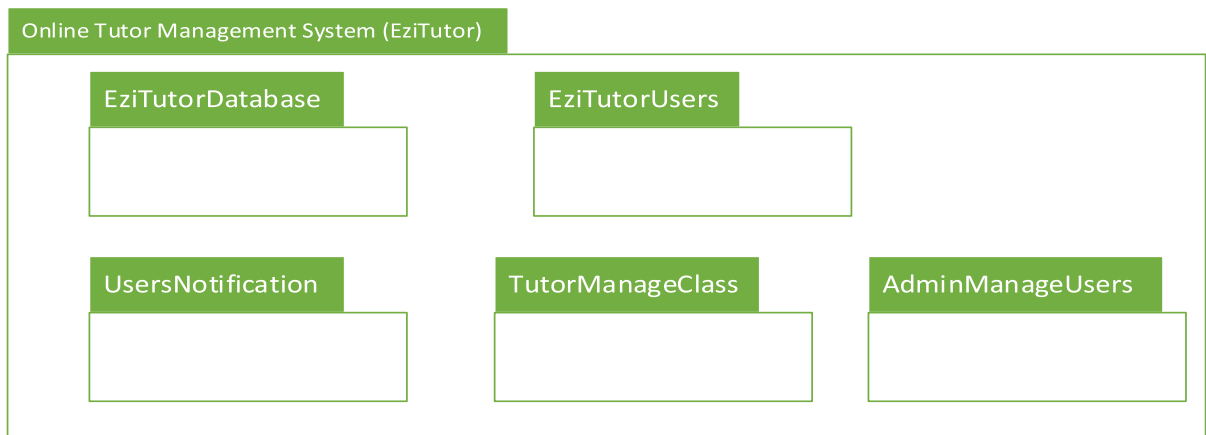 Online Tutor Management System (EziTutor)
EziTutorDatabase
EziTutorUsers
UsersNotification
TutorManageClass
AdminManageUsers